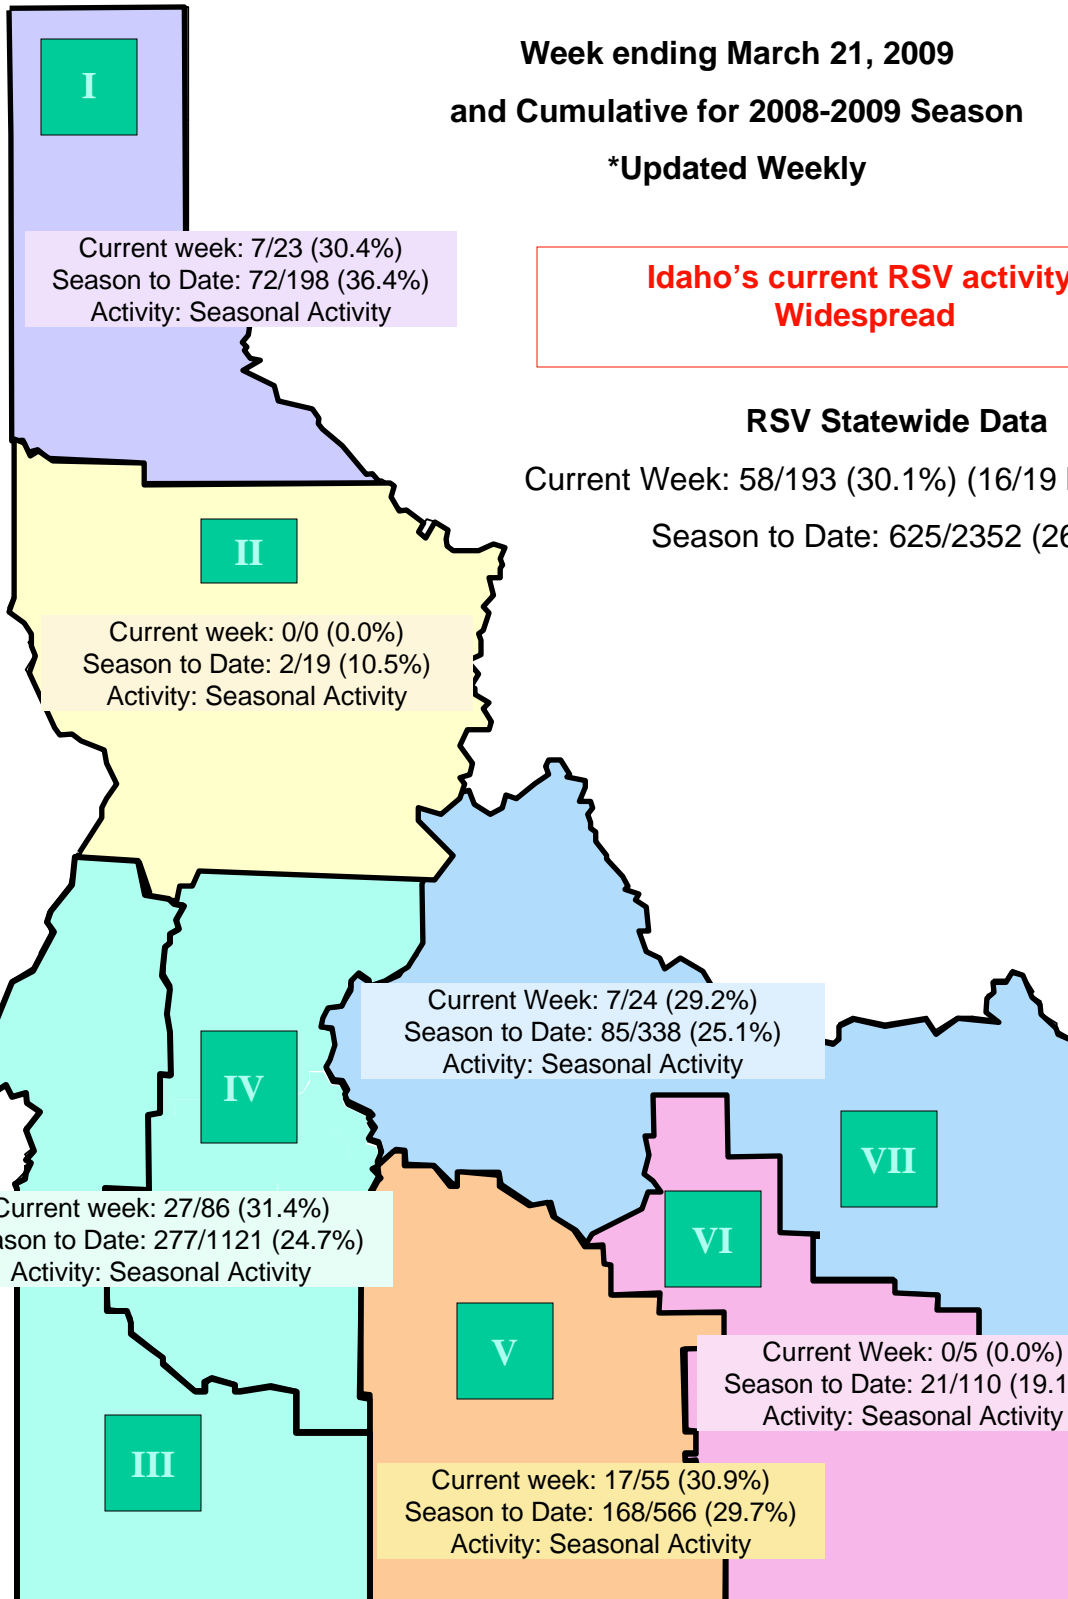 Week ending March 21, 2009
and Cumulative for 2008-2009 Season
*Updated Weekly
I
Current week: 7/23 (30.4%)
Season to Date: 72/198 (36.4%)
Activity: Seasonal Activity
Idaho’s current RSV activity
Widespread
RSV Statewide Data
Current Week: 58/193 (30.1%) (16/19
Season to Date: 625/2352 (26
II
Current week: 0/0 (0.0%)
Season to Date: 2/19 (10.5%)
Activity: Seasonal Activity
Current Week: 7/24 (29.2%)
Season to Date: 85/338 (25.1%)
Activity: Seasonal Activity
IV
VII
Current week: 27/86 (31.4%)
ason to Date: 277/1121 (24.7%)
Activity: Seasonal Activity
VI
V
Current Week: 0/5 (0.0%)
Season to Date: 21/110 (19.1
Activity: Seasonal Activity
III
Current week: 17/55 (30.9%)
Season to Date: 168/566 (29.7%)
Activity: Seasonal Activity